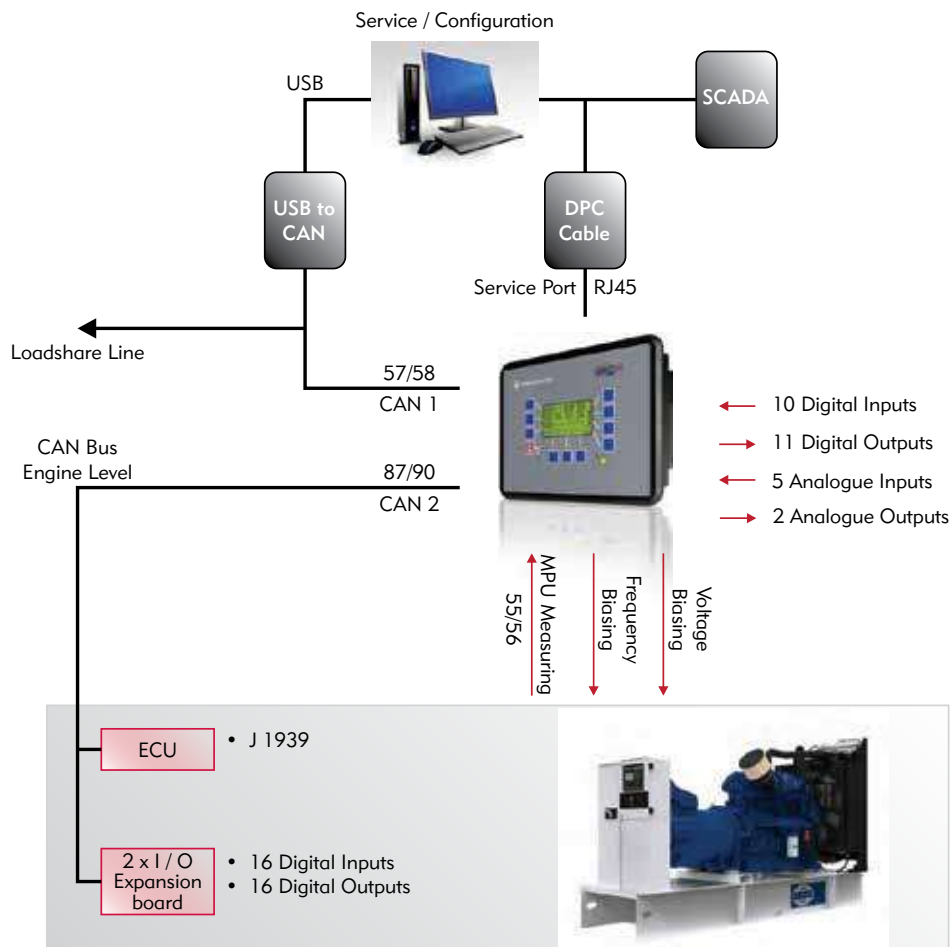 Service / Configuration
USB
SCADA
USB to
CAN
DPC
Cable
Service Port
RJ45
Loadshare Line
57/58
CAN 1
10 Digital Inputs
11 Digital Outputs
CAN Bus
Engine Level
87/90
CAN 2
5 Analogue Inputs
2 Analogue Outputs
MPU Measuring
55/56
Frequency
Biasing
Voltage
Biasing
ECU
• J 1939
2 x I / O
Expansion
board
• 16 Digital Inputs
• 16 Digital Outputs